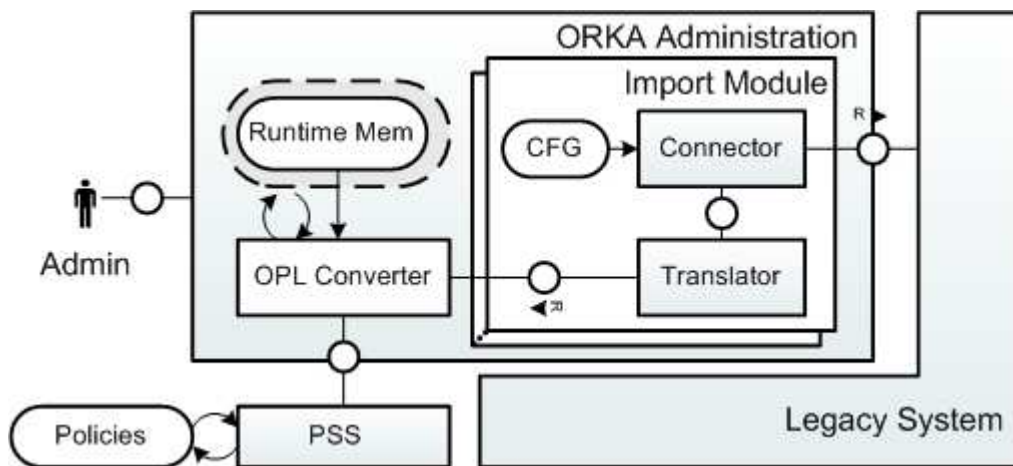 ORKA Administration
Import Module
Runtime Mem
CFG
Connector
R
Admin
OPL Converter
Translator
R
Policies
PSS
Legacy System